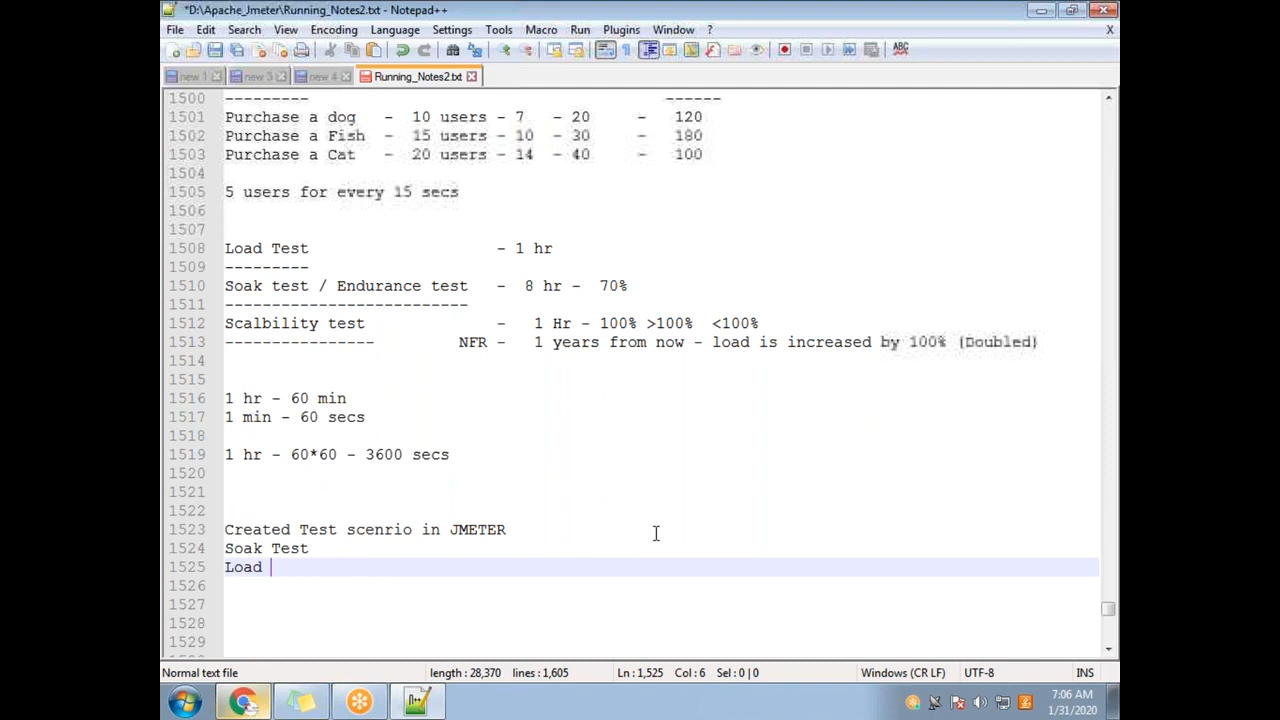 *D:\Apache_Jmeter\Running_Notes2.txt - Notepad++
File Edit Search View Encoding Language Settings Tools Macro Run Plugins Window ? X
new 1 new 3 new 4 Running_Notes2.txt
1500 --------- ------
1501 Purchase a dog - 10 users - 7 - 20 - 120
1502 Purchase a Fish - 15 users - 10 - 30 - 180
1503 Purchase a Cat - 20 users - 14 - 40 - 100
1504
1505 5 users for every 15 secs
1506
1507
1508 Load Test - 1 hr
1509 ---------
1510 Soak test / Endurance test - 8 hr - 70%
1511 --------------------------
1512 Scalbility test - 1 Hr - 100% >100% <100%
1513 ---------------- NFR - 1 years from now - load is increased by 100% (Doubled)
1514
1515
1516 1 hr - 60 min
1517 1 min - 60 secs
1518
1519 1 hr - 60*60 - 3600 secs
1520
1521
1522
1523 Created Test scenrio in JMETER
1524 Soak Test
1525 Load
1526
1527
1528
1529
Normal text file length : 28,370 lines : 1,605 Ln : 1,525 Col : 6 Sel : 0 | 0 Windows (CR LF) UTF-8 INS
7:06 AM
1/31/2020